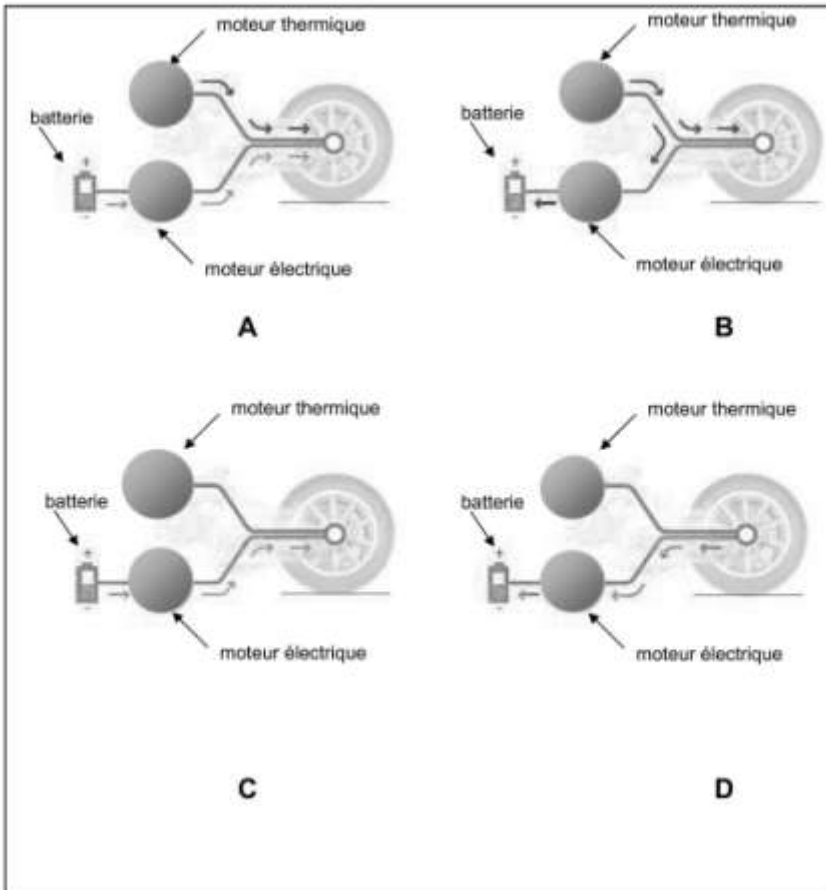 moteur thermique
batterie
+
-
moteur électrique
A
moteur thermique
batterie
+
-
moteur électrique
B
moteur thermique
batterie
+
-
moteur électrique
C
moteur thermique
batterie
+
-
moteur électrique
D